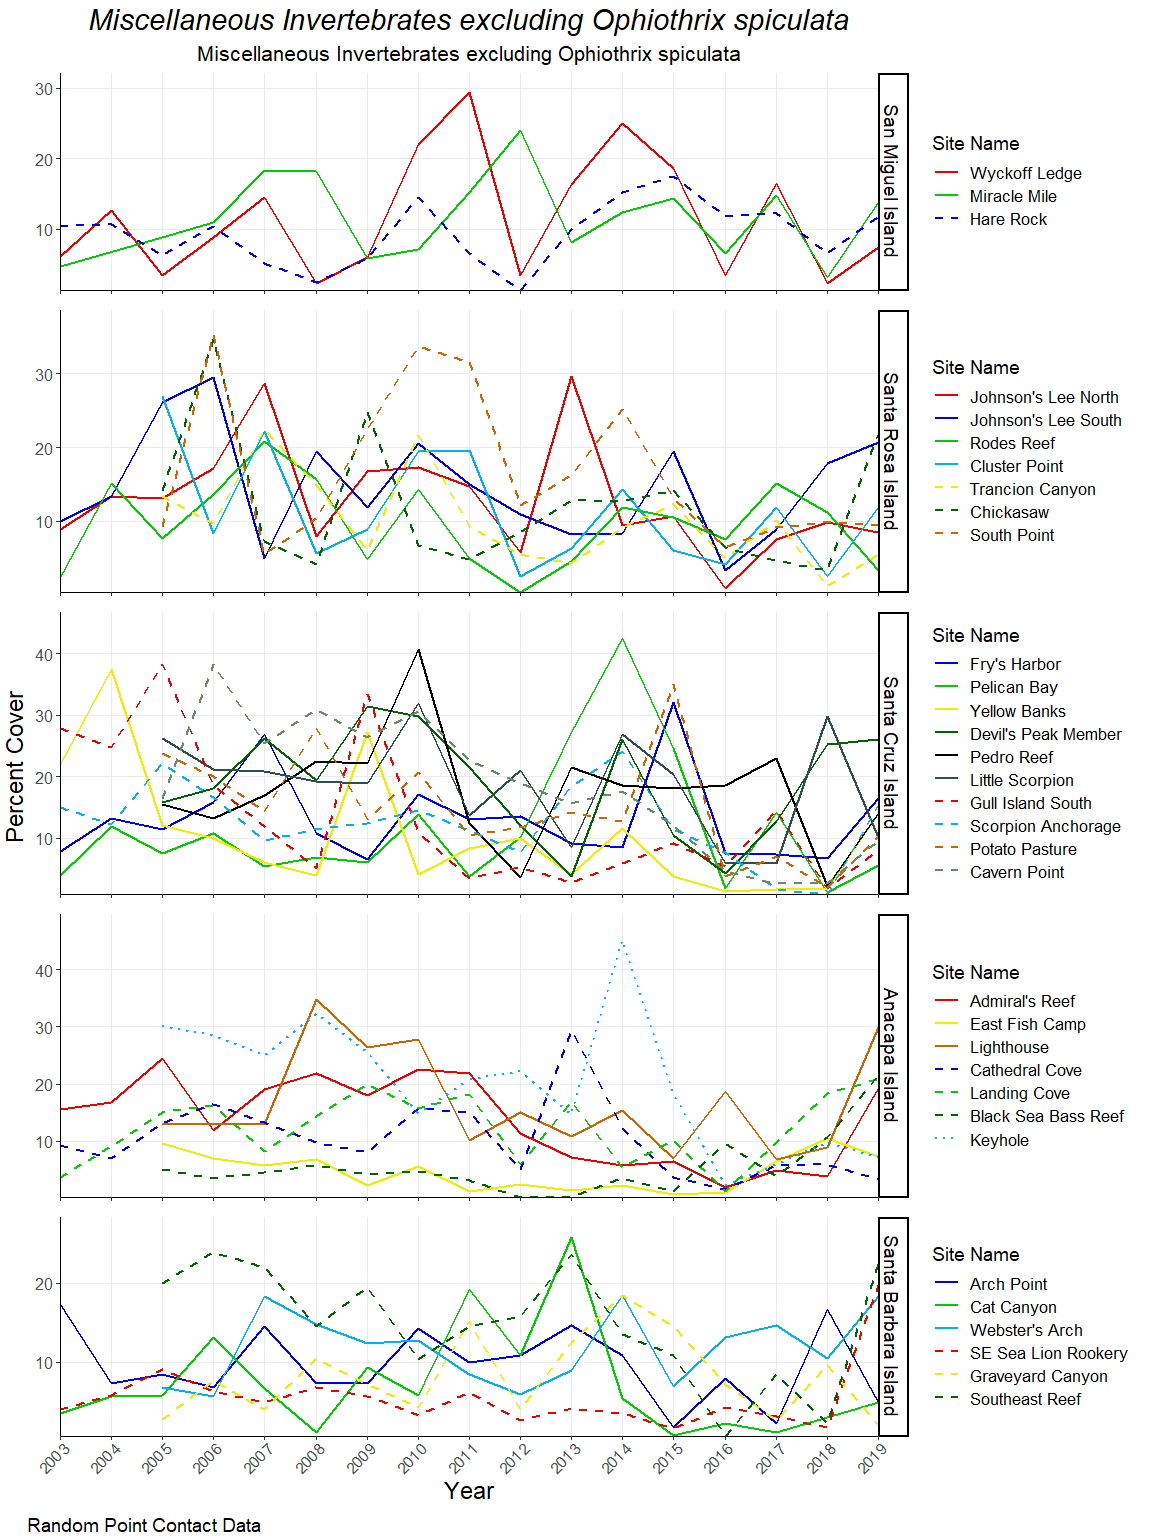 Miscellaneous Invertebrates excluding Ophiothrix spiculata
Miscellaneous Invertebrates excluding Ophiothrix spiculata
30
20
10
San Miguel Island
Site Name
Wyckoff Ledge
Miracle Mile
Hare Rock
30
20
10
Santa Rosa Island
Site Name
Johnson's Lee North
Johnson's Lee South
Rodes Reef
Cluster Point
Trancion Canyon
Chickasaw
South Point
Percent Cover
40
30
20
10
Santa Cruz Island
Site Name
Fry's Harbor
Pelican Bay
Yellow Banks
Devil's Peak Member
Pedro Reef
Little Scorpion
Gull Island South
Scorpion Anchorage
Potato Pasture
Cavern Point
40
30
20
10
Anacapa Island
Site Name
Admiral's Reef
East Fish Camp
Lighthouse
Cathedral Cove
Landing Cove
Black Sea Bass Reef
Keyhole
20
10
Santa Barbara Island
Site Name
Arch Point
Cat Canyon
Webster's Arch
SE Sea Lion Rookery
Graveyard Canyon
Southeast Reef
2003 2004 2005 2006 2007 2008 2009 2010 2011 2012 2013 2014 2015 2016 2017 2018 2019
Year
Random Point Contact Data